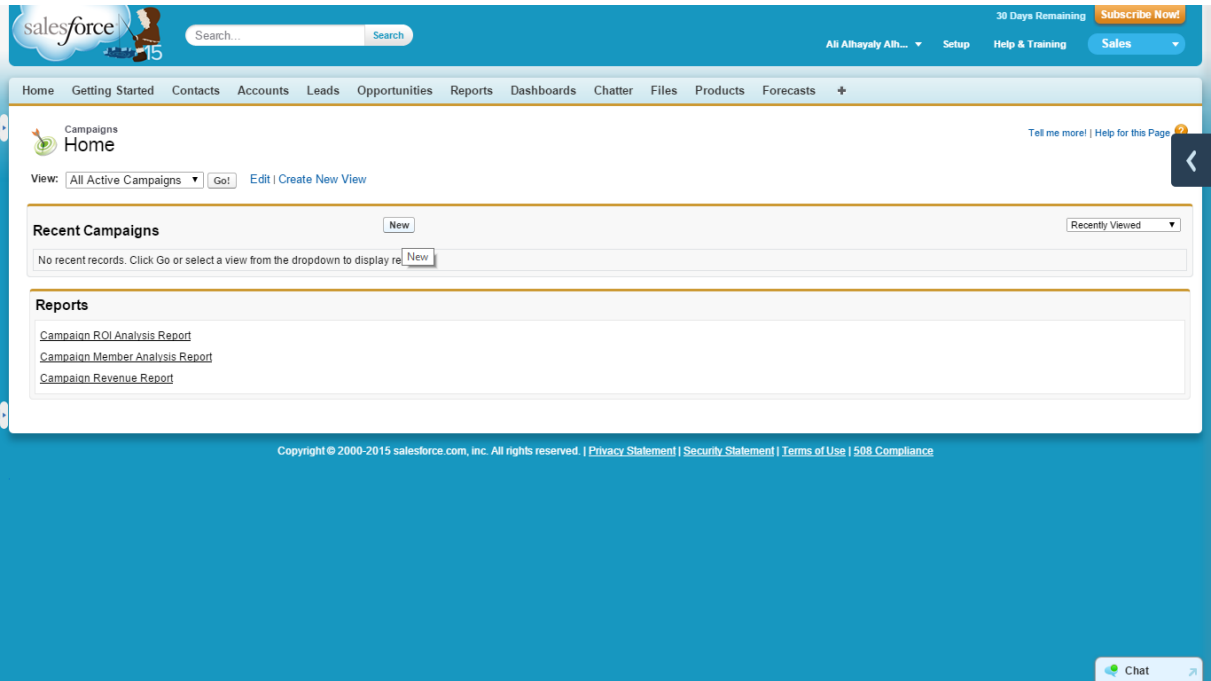 salesforce
15
Search...
Search
30 Days Remaining
Subscribe Now!
Ali Alhayaly Alh...
Setup
Help & Training
Sales
Home
Getting Started
Contacts
Accounts
Leads
Opportunities
Reports
Dashboards
Chatter
Files
Products
Forecasts
+
Campaigns
Home
Tell me more! | Help for this Page ?
View: All Active Campaigns Go! Edit | Create New View
Recent Campaigns
New
Recently Viewed
No recent records. Click Go or select a view from the dropdown to display re
New
Reports
Campaign ROI Analysis Report
Campaign Member Analysis Report
Campaign Revenue Report
Copyright © 2000-2015 salesforce.com, inc. All rights reserved. | Privacy Statement | Security Statement | Terms of Use | 508 Compliance
Chat